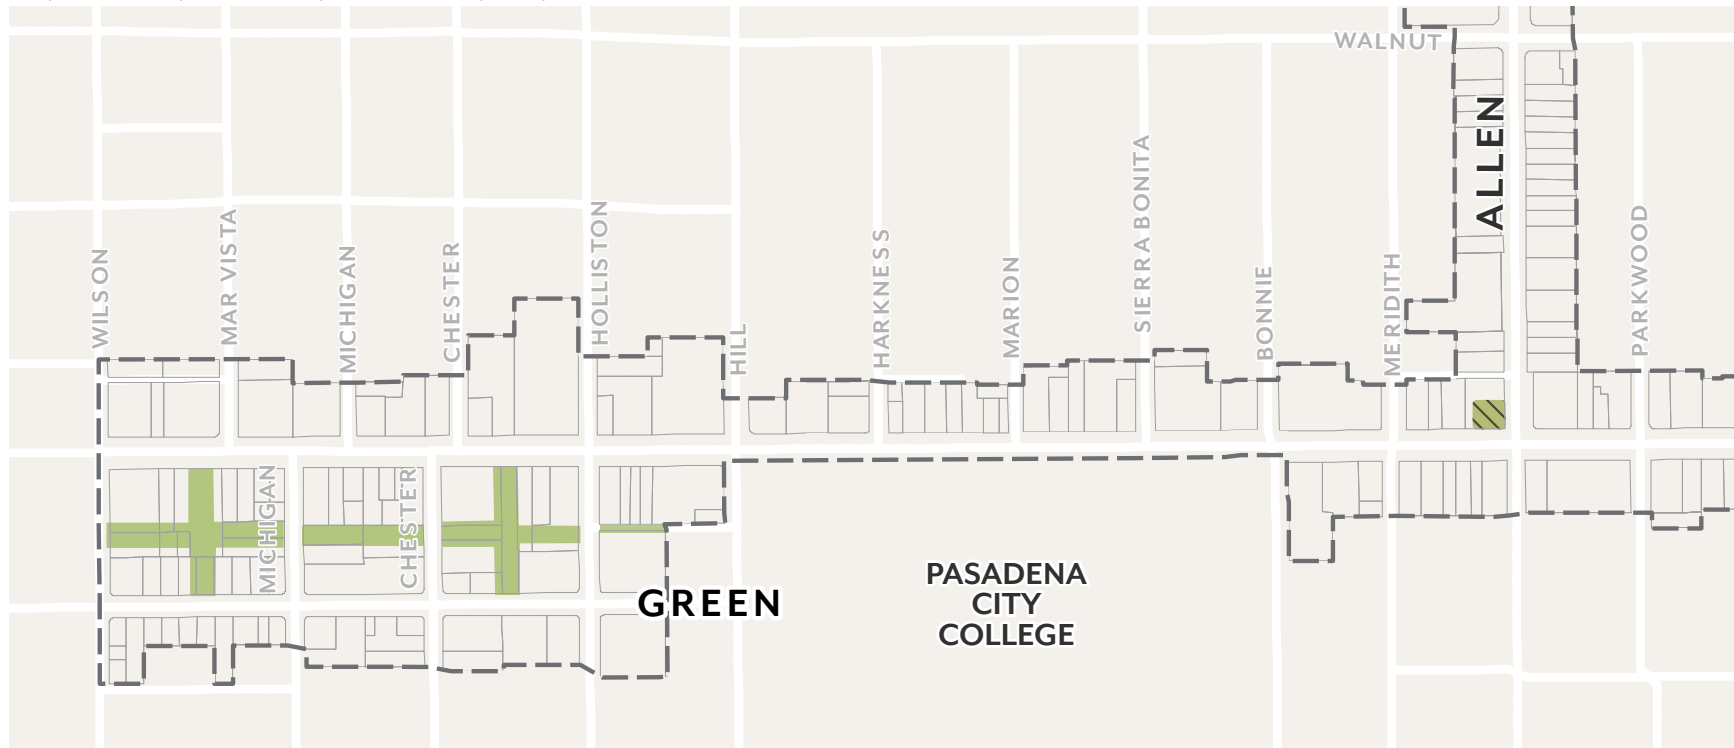 WALNUT
ALLEN
WILSON
MAR VISTA
MICHIGAN
CHESTER
HOLLISTON
HILL
HARKNESS
MARION
SIERRA BONITA
BONNIE
MERIDITH
PARKWOOD
MICHIGAN
CHESTER
GREEN
PASADENA
CITY
COLLEGE